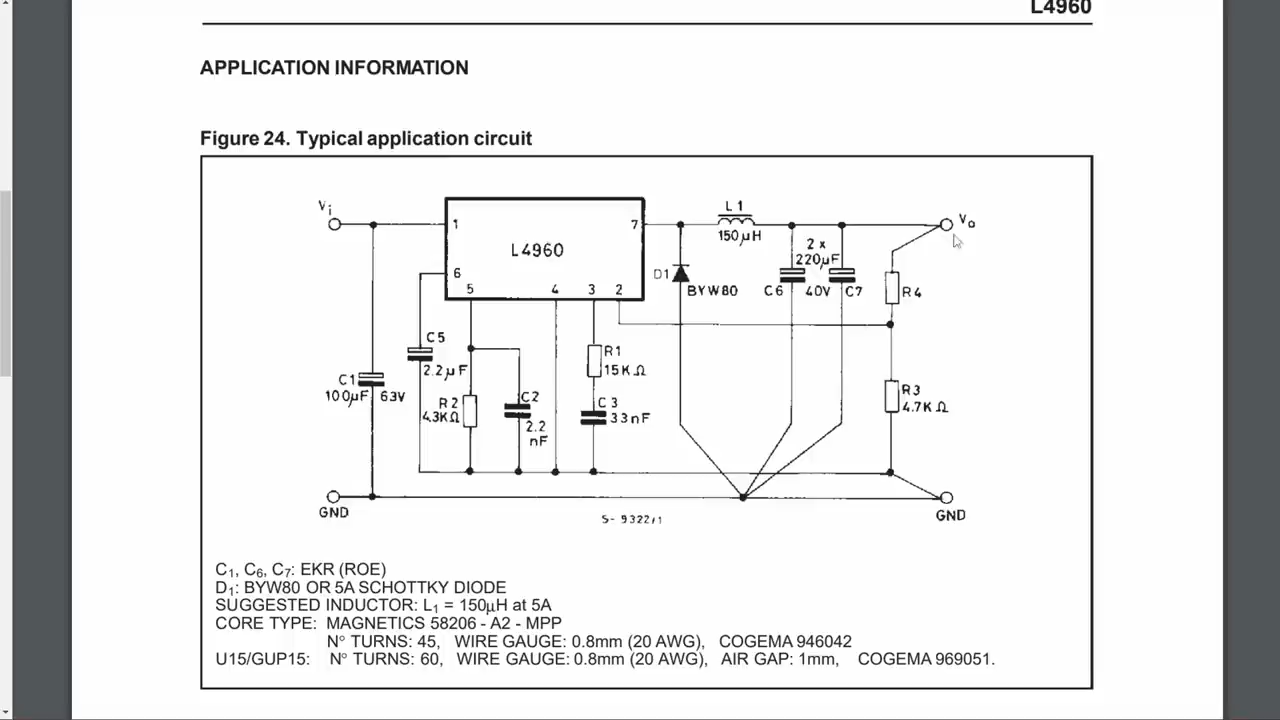 L4960
APPLICATION INFORMATION
Figure 24. Typical application circuit
Vi
1
7
L4960
6
5
4
3
2
L1
150µH
Vo
2 x
220µF
D1
BYW80
C6
40V
C7
R4
C5
2.2µF
R1
15KΩ
C1
100µF
63V
R2
4.3KΩ
C2
2.2
nF
C3
33nF
R3
4.7KΩ
GND
GND
S-9322/1
C1, C6, C7: EKR (ROE)
D1: BYW80 OR 5A SCHOTTKY DIODE
SUGGESTED INDUCTOR: L1 = 150µH at 5A
CORE TYPE: MAGNETICS 58206 - A2 - MPP
N° TURNS: 45, WIRE GAUGE: 0.8mm (20 AWG), COGEMA 946042
U15/GUP15: N° TURNS: 60, WIRE GAUGE: 0.8mm (20 AWG), AIR GAP: 1mm, COGEMA 969051.